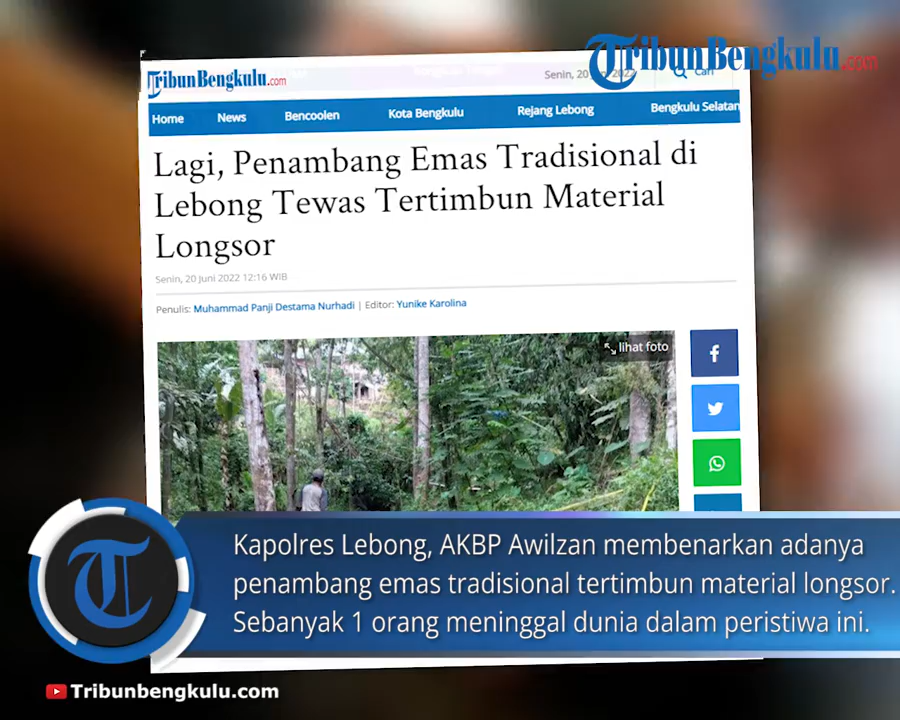 TribunBengkulu.com
TribunBengkulu.com
Senin, 20
Cari
Home News Bencoolen Kota Bengkulu Rejang Lebong Bengkulu Selatan
Lagi, Penambang Emas Tradisional di
Lebong Tewas Tertimbun Material
Longsor
Senin, 20 Juni 2022 12:16 WIB
Penulis: Muhammad Panji Destama Nurhadi | Editor: Yunike Karolina
lihat foto
Kapolres Lebong, AKBP Awilzan membenarkan adanya
penambang emas tradisional tertimbun material longsor.
Sebanyak 1 orang meninggal dunia dalam peristiwa ini.
Tribunbengkulu.com